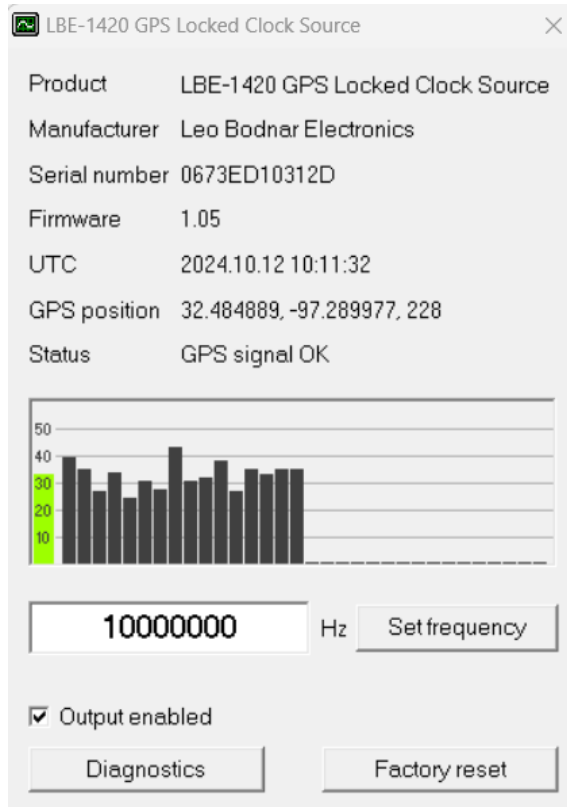 LBE-1420 GPS Locked Clock Source
Product LBE-1420 GPS Locked Clock Source
Manufacturer Leo Bodnar Electronics
Serial number 0673ED10312D
Firmware 1.05
UTC 2024.10.12 10:11:32
GPS position 32.484889, -97.289977, 228
Status GPS signal OK
50
40
30
20
10
10000000 Hz Set frequency
Output enabled
Diagnostics Factory reset